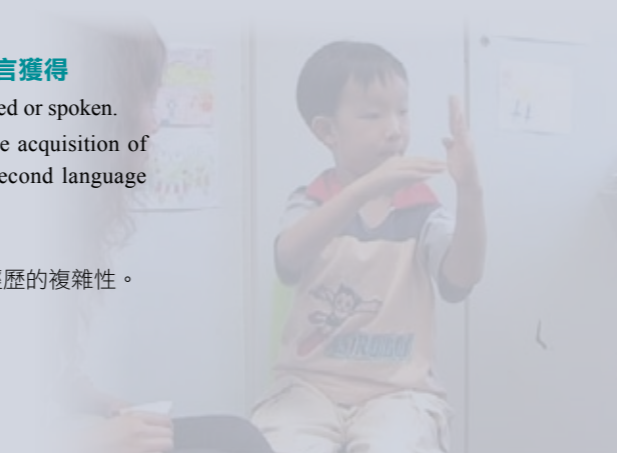 言獲得
ed or spoken.
e acquisition of
econd language
歷的複雜性。